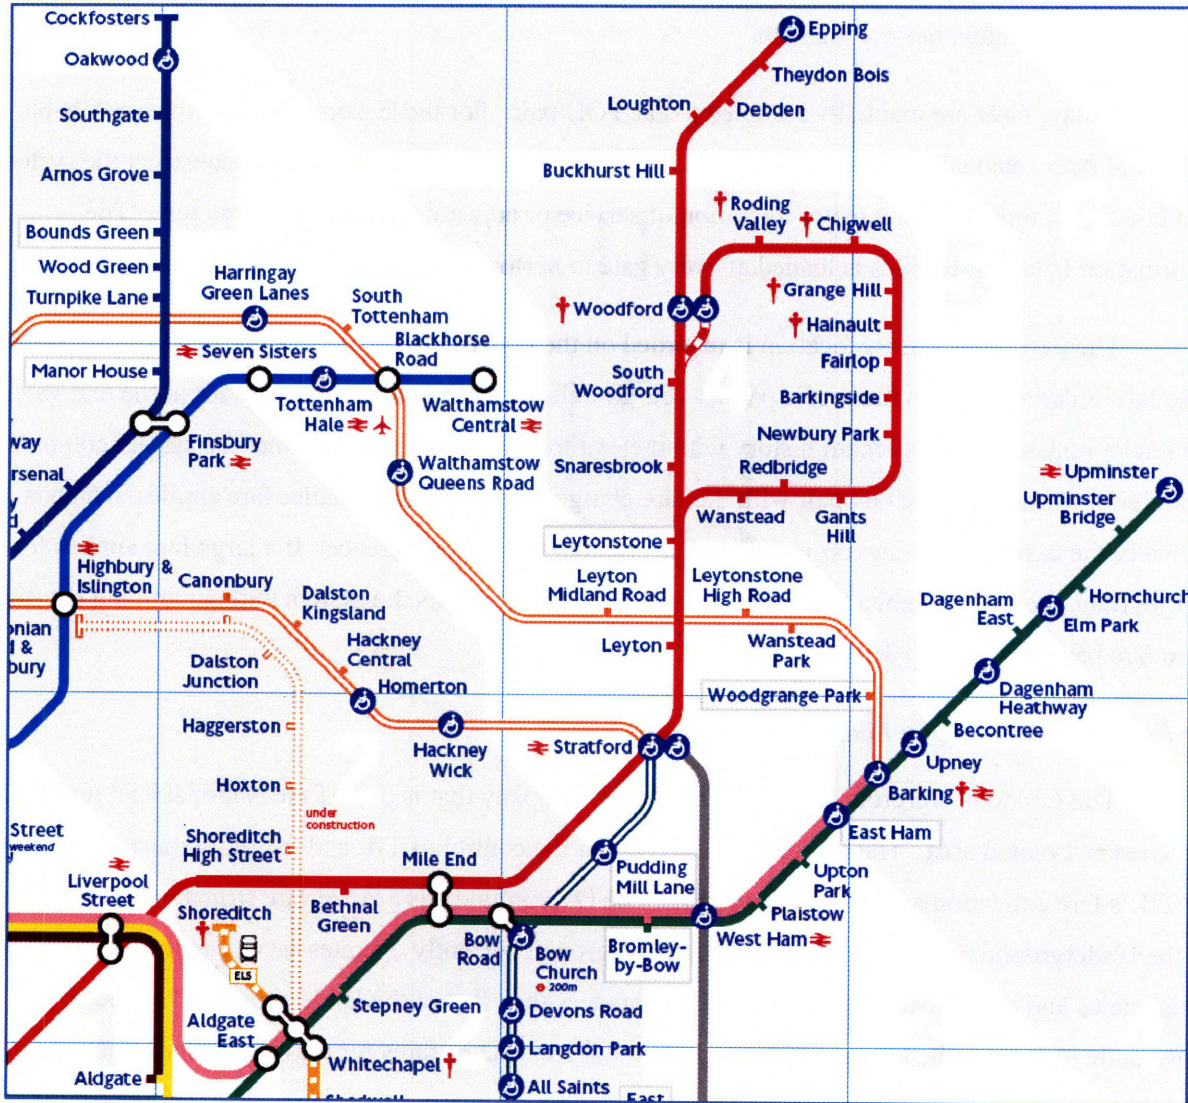 Cockfosters
Oakwood
Southgate
Arnos Grove
Bounds Green
Wood Green
Turnpike Lane
Manor House
Harringay
Green Lanes
South
Tottenham
Blackhorse
Road
Seven Sisters
Tottenham
Hale
Walthamstow
Central
Finsbury
Park
Walthamstow
Queens Road
Highbury &
Islington
Canonbury
Dalston
Kingsland
Hackney
Central
Homerton
Hackney
Wick
Dalston
Junction
Haggerston
Hoxton
under
construction
Shoreditch
High Street
Street
weekend
Liverpool
Street
Shoreditch
ELS
Aldgate
East
Aldgate
Whitechapel
Stepney Green
Bethnal
Green
Mile End
Bow
Road
Bow
Church
200m
Devons Road
Langdon Park
All Saints
Bromley-
by-Bow
Pudding
Mill Lane
West Ham
Plaistow
Upton
Park
East Ham
Barking
Upney
Becontree
Dagenham
Heathway
Dagenham
East
Elm Park
Hornchurch
Upminster
Bridge
Upminster
Stratford
Leyton
Leyton
Midland Road
Leytonstone
High Road
Wanstead
Park
Woodgrange Park
Leytonstone
Snaresbrook
South
Woodford
Woodford
Buckhurst Hill
Loughton
Debden
Theydon Bois
Epping
Roding
Valley
Chigwell
Grange Hill
Hainault
Fairlop
Barkingside
Newbury Park
Redbridge
Gants
Hill
Wanstead
East
2
4